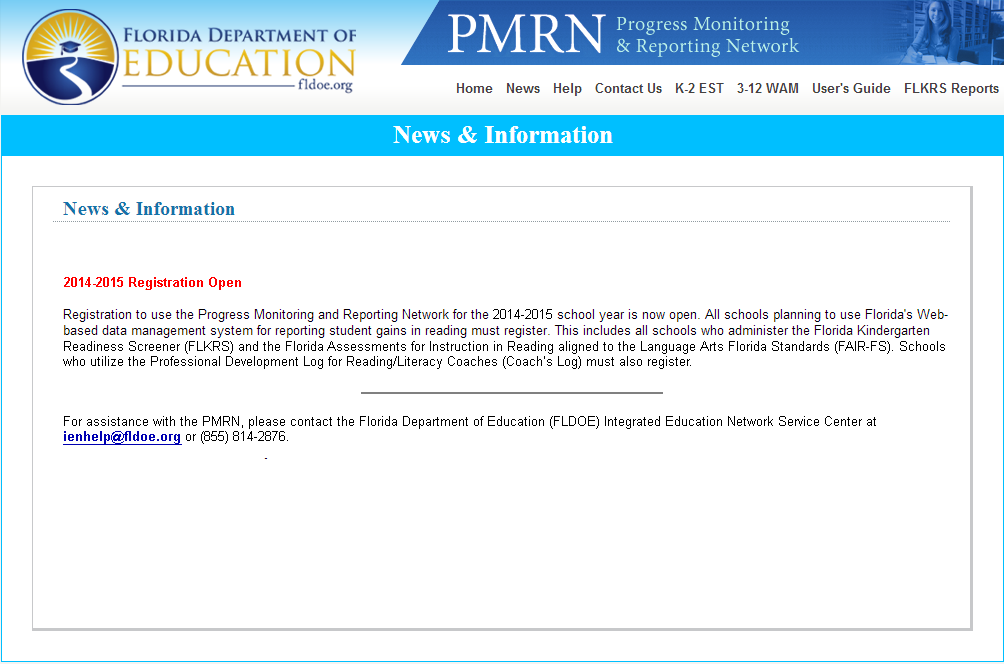 FLORIDA DEPARTMENT OF
EDUCATION
fldoe.org
PMRN
Progress Monitoring
& Reporting Network
Home News Help Contact Us K-2 EST 3-12 WAM User's Guide FLKRS Reports
News & Information
News & Information
2014-2015 Registration Open
Registration to use the Progress Monitoring and Reporting Network for the 2014-2015 school year is now open. All schools planning to use Florida's Web-
based data management system for reporting student gains in reading must register. This includes all schools who administer the Florida Kindergarten
Readiness Screener (FLKRS) and the Florida Assessments for Instruction in Reading aligned to the Language Arts Florida Standards (FAIR-FS). Schools
who utilize the Professional Development Log for Reading/Literacy Coaches (Coach's Log) must also register.
For assistance with the PMRN, please contact the Florida Department of Education (FLDOE) Integrated Education Network Service Center at
ienhelp@fldoe.org or (855) 814-2876.